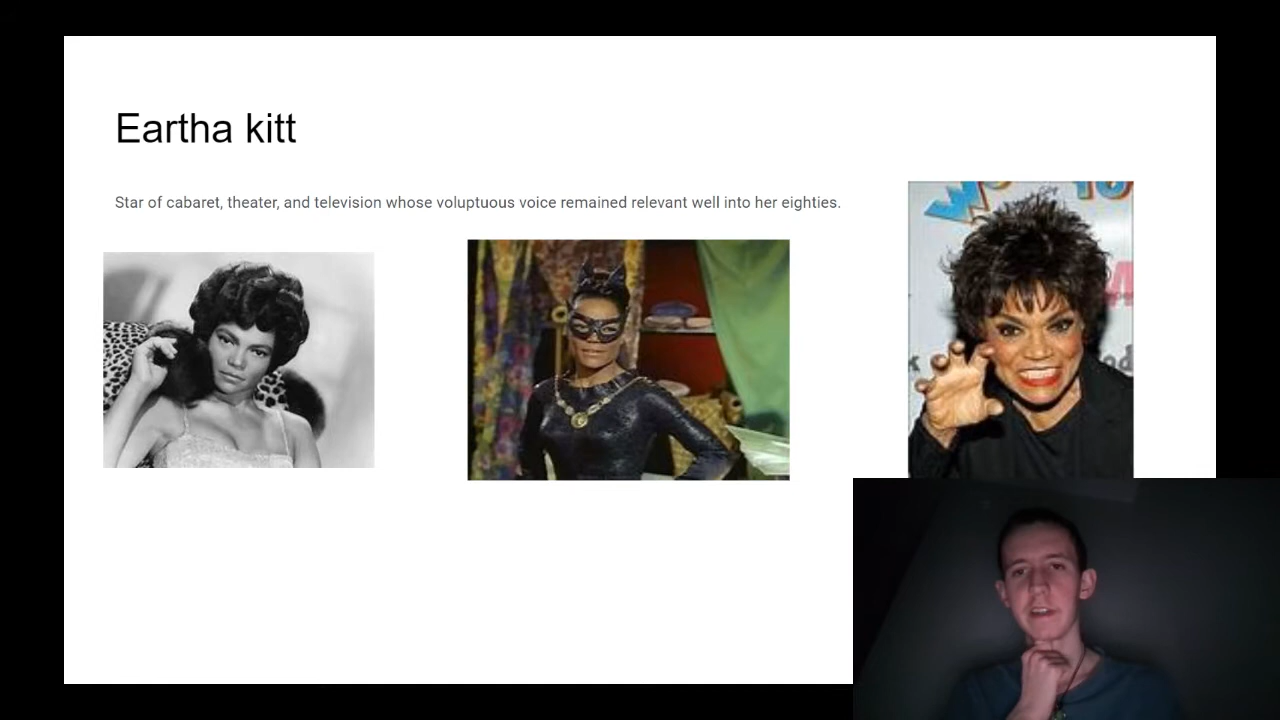 Eartha kitt
Star of cabaret, theater, and television whose voluptuous voice remained relevant well into her eighties.